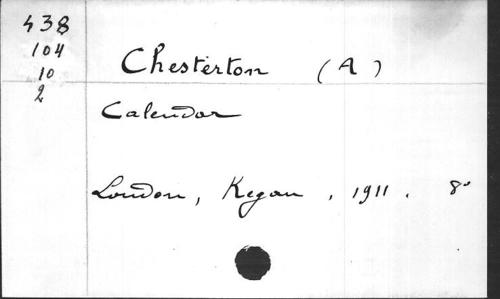 438
104
10
2
Chesterton (A)
Calendar
London, Kegan, 1911. 8°